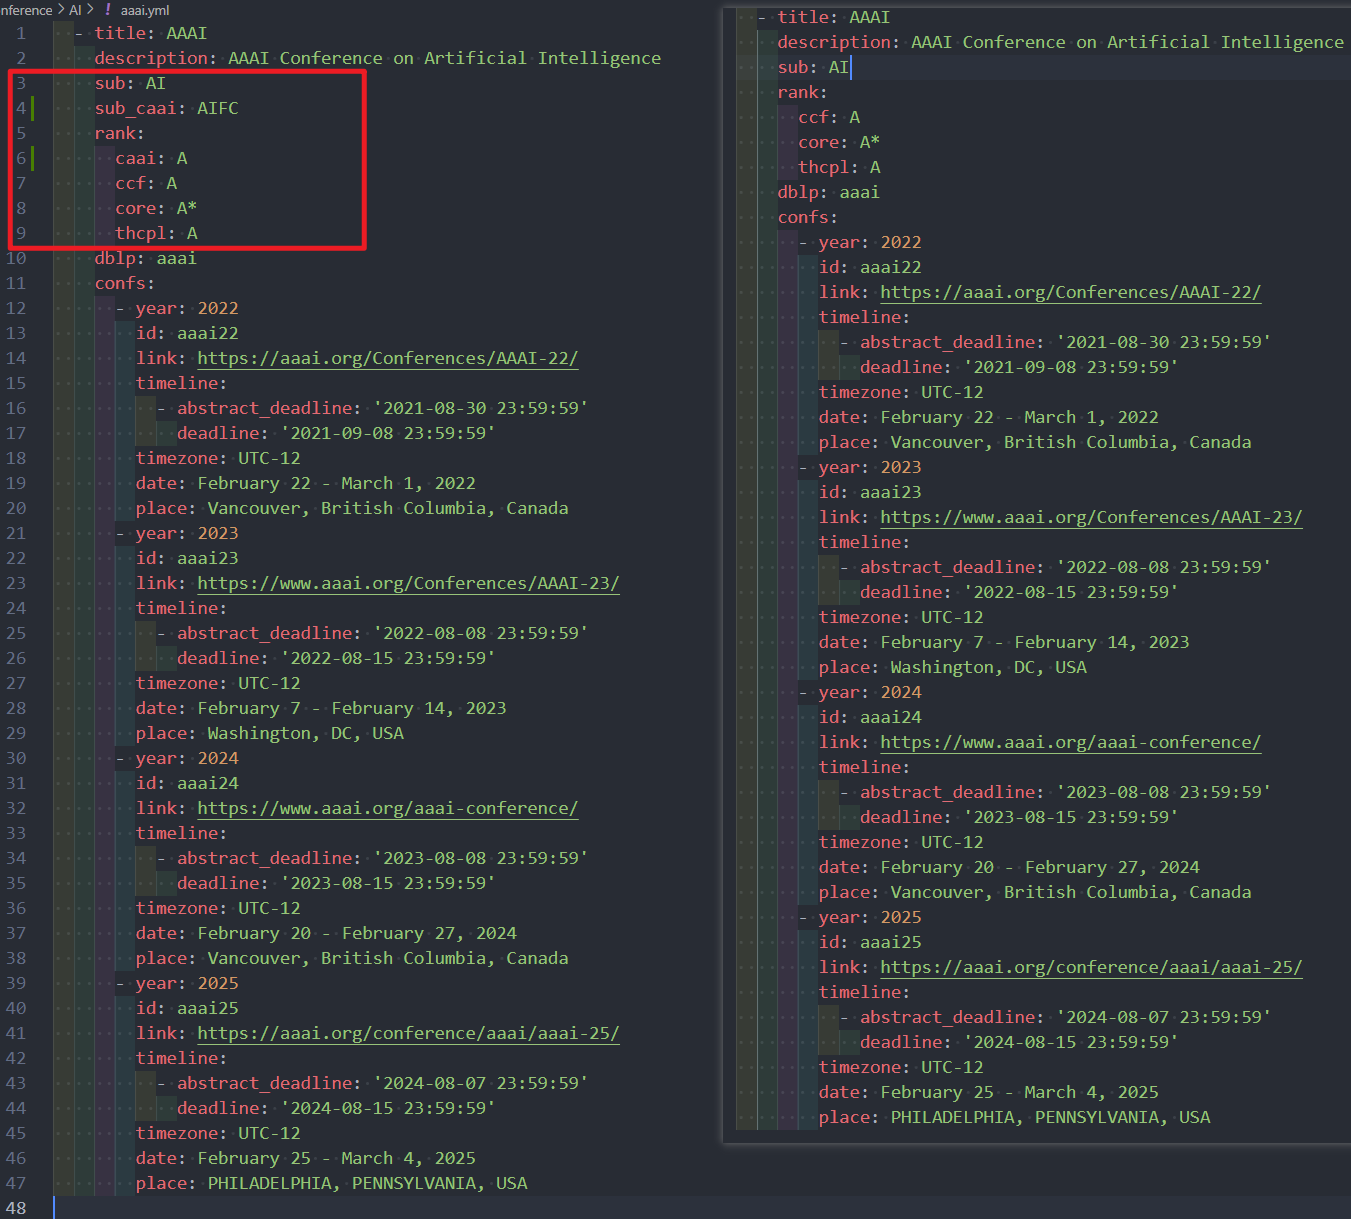 nference > AI > ! aaai.yml
1 - title: AAAI
2 description: AAAI Conference on Artificial Intelligence
3 sub: AI
4 sub_caai: AIFC
5 rank:
6 caai: A
7 ccf: A
8 core: A*
9 thcpl: A
10 dblp: aaai
11 confs:
12 - year: 2022
13 id: aaai22
14 link: https://aaai.org/Conferences/AAAI-22/
15 timeline:
16 - abstract_deadline: '2021-08-30 23:59:59'
17 deadline: '2021-09-08 23:59:59'
18 timezone: UTC-12
19 date: February 22 - March 1, 2022
20 place: Vancouver, British Columbia, Canada
21 - year: 2023
22 id: aaai23
23 link: https://www.aaai.org/Conferences/AAAI-23/
24 timeline:
25 - abstract_deadline: '2022-08-08 23:59:59'
26 deadline: '2022-08-15 23:59:59'
27 timezone: UTC-12
28 date: February 7 - February 14, 2023
29 place: Washington, DC, USA
30 - year: 2024
31 id: aaai24
32 link: https://www.aaai.org/aaai-conference/
33 timeline:
34 - abstract_deadline: '2023-08-08 23:59:59'
35 deadline: '2023-08-15 23:59:59'
36 timezone: UTC-12
37 date: February 20 - February 27, 2024
38 place: Vancouver, British Columbia, Canada
39 - year: 2025
40 id: aaai25
41 link: https://aaai.org/conference/aaai/aaai-25/
42 timeline:
43 - abstract_deadline: '2024-08-07 23:59:59'
44 deadline: '2024-08-15 23:59:59'
45 timezone: UTC-12
46 date: February 25 - March 4, 2025
47 place: PHILADELPHIA, PENNSYLVANIA, USA
48
- title: AAAI
description: AAAI Conference on Artificial Intelligence
sub: AI
rank:
ccf: A
core: A*
thcpl: A
dblp: aaai
confs:
- year: 2022
id: aaai22
link: https://aaai.org/Conferences/AAAI-22/
timeline:
- abstract_deadline: '2021-08-30 23:59:59'
deadline: '2021-09-08 23:59:59'
timezone: UTC-12
date: February 22 - March 1, 2022
place: Vancouver, British Columbia, Canada
- year: 2023
id: aaai23
link: https://www.aaai.org/Conferences/AAAI-23/
timeline:
- abstract_deadline: '2022-08-08 23:59:59'
deadline: '2022-08-15 23:59:59'
timezone: UTC-12
date: February 7 - February 14, 2023
place: Washington, DC, USA
- year: 2024
id: aaai24
link: https://www.aaai.org/aaai-conference/
timeline:
- abstract_deadline: '2023-08-08 23:59:59'
deadline: '2023-08-15 23:59:59'
timezone: UTC-12
date: February 20 - February 27, 2024
place: Vancouver, British Columbia, Canada
- year: 2025
id: aaai25
link: https://aaai.org/conference/aaai/aaai-25/
timeline:
- abstract_deadline: '2024-08-07 23:59:59'
deadline: '2024-08-15 23:59:59'
timezone: UTC-12
date: February 25 - March 4, 2025
place: PHILADELPHIA, PENNSYLVANIA, USA